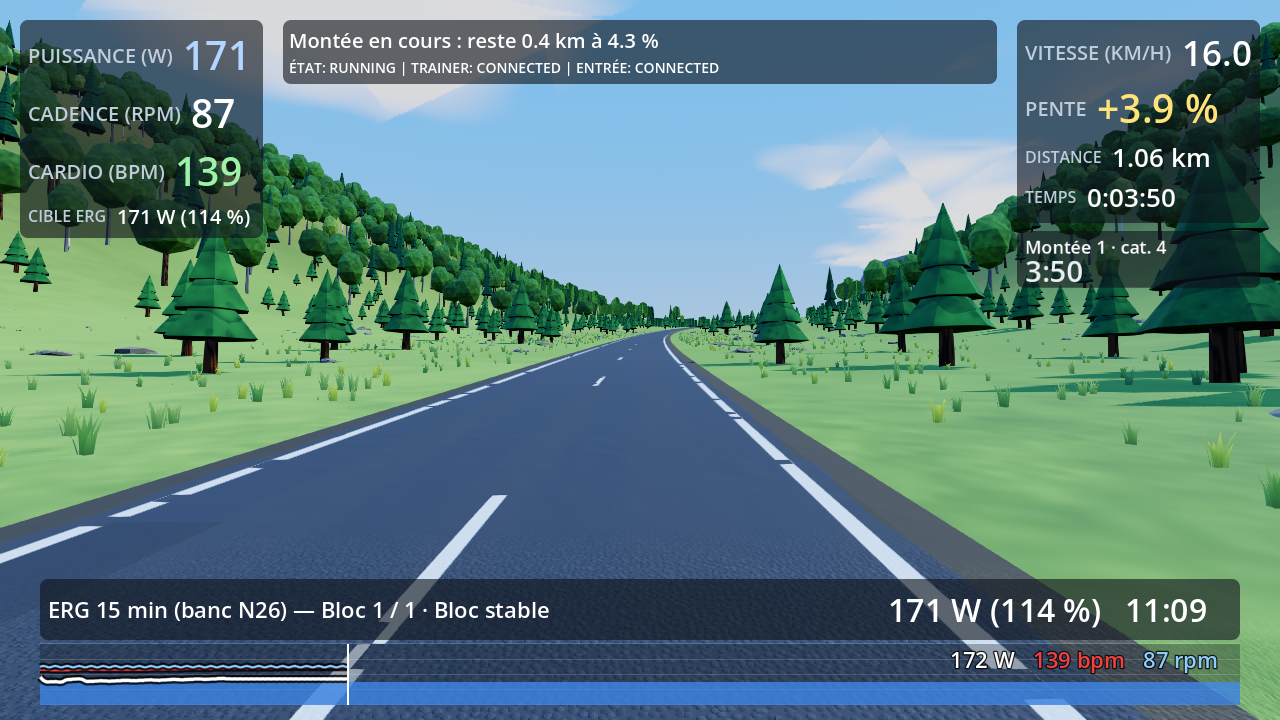 PUISSANCE (W) 171
CADENCE (RPM) 87
CARDIO (BPM) 139
CIBLE ERG 171 W (114 %)
Montée en cours : reste 0.4 km à 4.3 %
ÉTAT: RUNNING | TRAINER: CONNECTED | ENTRÉE: CONNECTED
VITESSE (KM/H) 16.0
PENTE +3.9 %
DISTANCE 1.06 km
TEMPS 0:03:50
Montée 1 · cat. 4
3:50
ERG 15 min (banc N26) — Bloc 1 / 1 · Bloc stable 171 W (114 %) 11:09
172 W 139 bpm 87 rpm